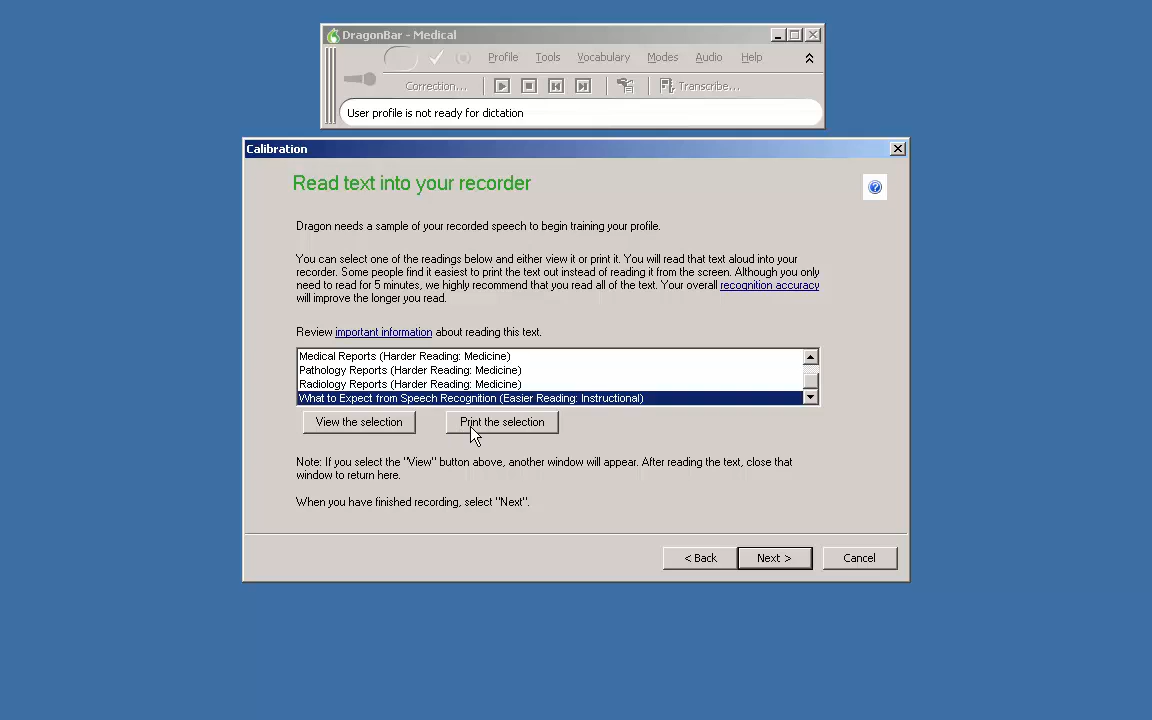 DragonBar - Medical
Profile Tools Vocabulary Modes Audio Help
Correction... Transcribe...
User profile is not ready for dictation
Calibration
Read text into your recorder
Dragon needs a sample of your recorded speech to begin training your profile.
You can select one of the readings below and either view it or print it. You will read that text aloud into your
recorder. Some people find it easiest to print the text out instead of reading it from the screen. Although you only
need to read for 5 minutes, we highly recommend that you read all of the text. Your overall recognition accuracy
will improve the longer you read.
Review important information about reading this text.
Medical Reports (Harder Reading: Medicine)
Pathology Reports (Harder Reading: Medicine)
Radiology Reports (Harder Reading: Medicine)
What to Expect from Speech Recognition (Easier Reading: Instructional)
View the selection Print the selection
Note: If you select the "View" button above, another window will appear. After reading the text, close that
window to return here.
When you have finished recording, select "Next".
< Back Next > Cancel